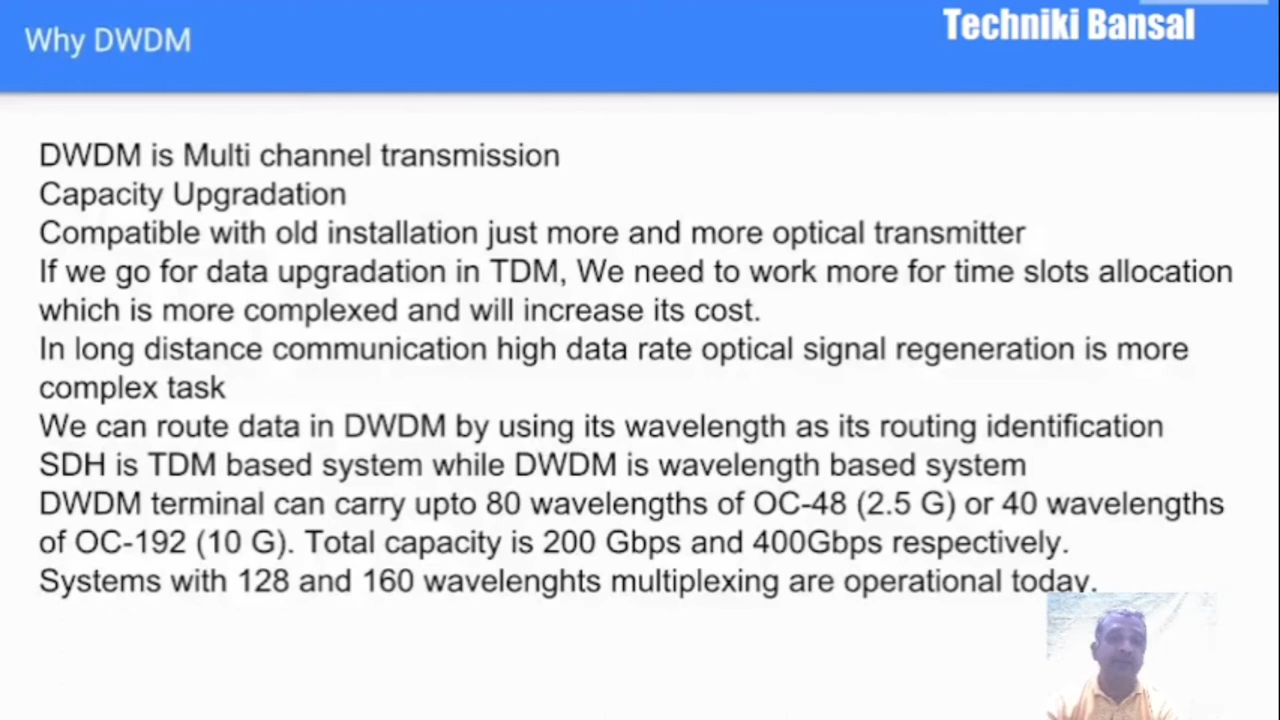 Why DWDM
Techniki Bansal
DWDM is Multi channel transmission
Capacity Upgradation
Compatible with old installation just more and more optical transmitter
If we go for data upgradation in TDM, We need to work more for time slots allocation
which is more complexed and will increase its cost.
In long distance communication high data rate optical signal regeneration is more
complex task
We can route data in DWDM by using its wavelength as its routing identification
SDH is TDM based system while DWDM is wavelength based system
DWDM terminal can carry upto 80 wavelengths of OC-48 (2.5 G) or 40 wavelengths
of OC-192 (10 G). Total capacity is 200 Gbps and 400Gbps respectively.
Systems with 128 and 160 wavelenghts multiplexing are operational today.